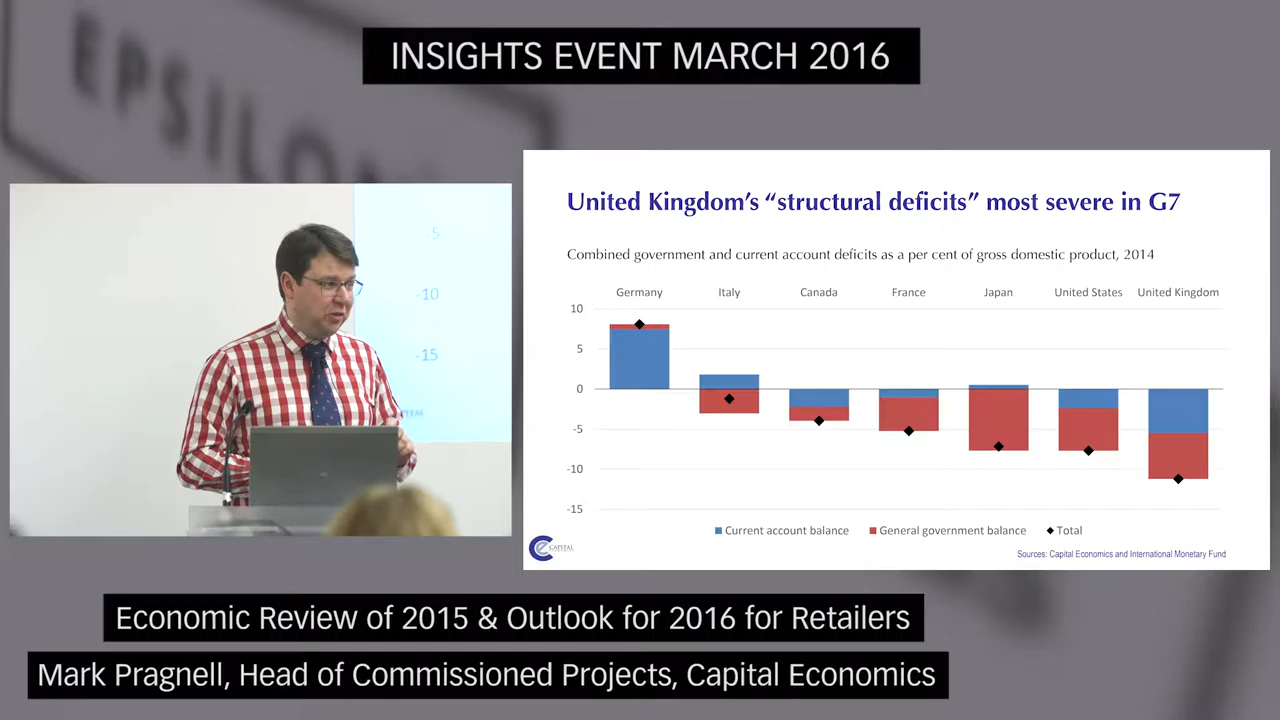 INSIGHTS EVENT MARCH 2016
EPSILON
United Kingdom's "structural deficits" most severe in G7
Combined government and current account deficits as a per cent of gross domestic product, 2014
Germany Italy Canada France Japan United States United Kingdom
10
5
0
-5
-10
-15
Current account balance General government balance Total
CAPITAL
Sources: Capital Economics and International Monetary Fund
-5
-10
-15
Economic Review of 2015 & Outlook for 2016 for Retailers
Mark Pragnell, Head of Commissioned Projects, Capital Economics